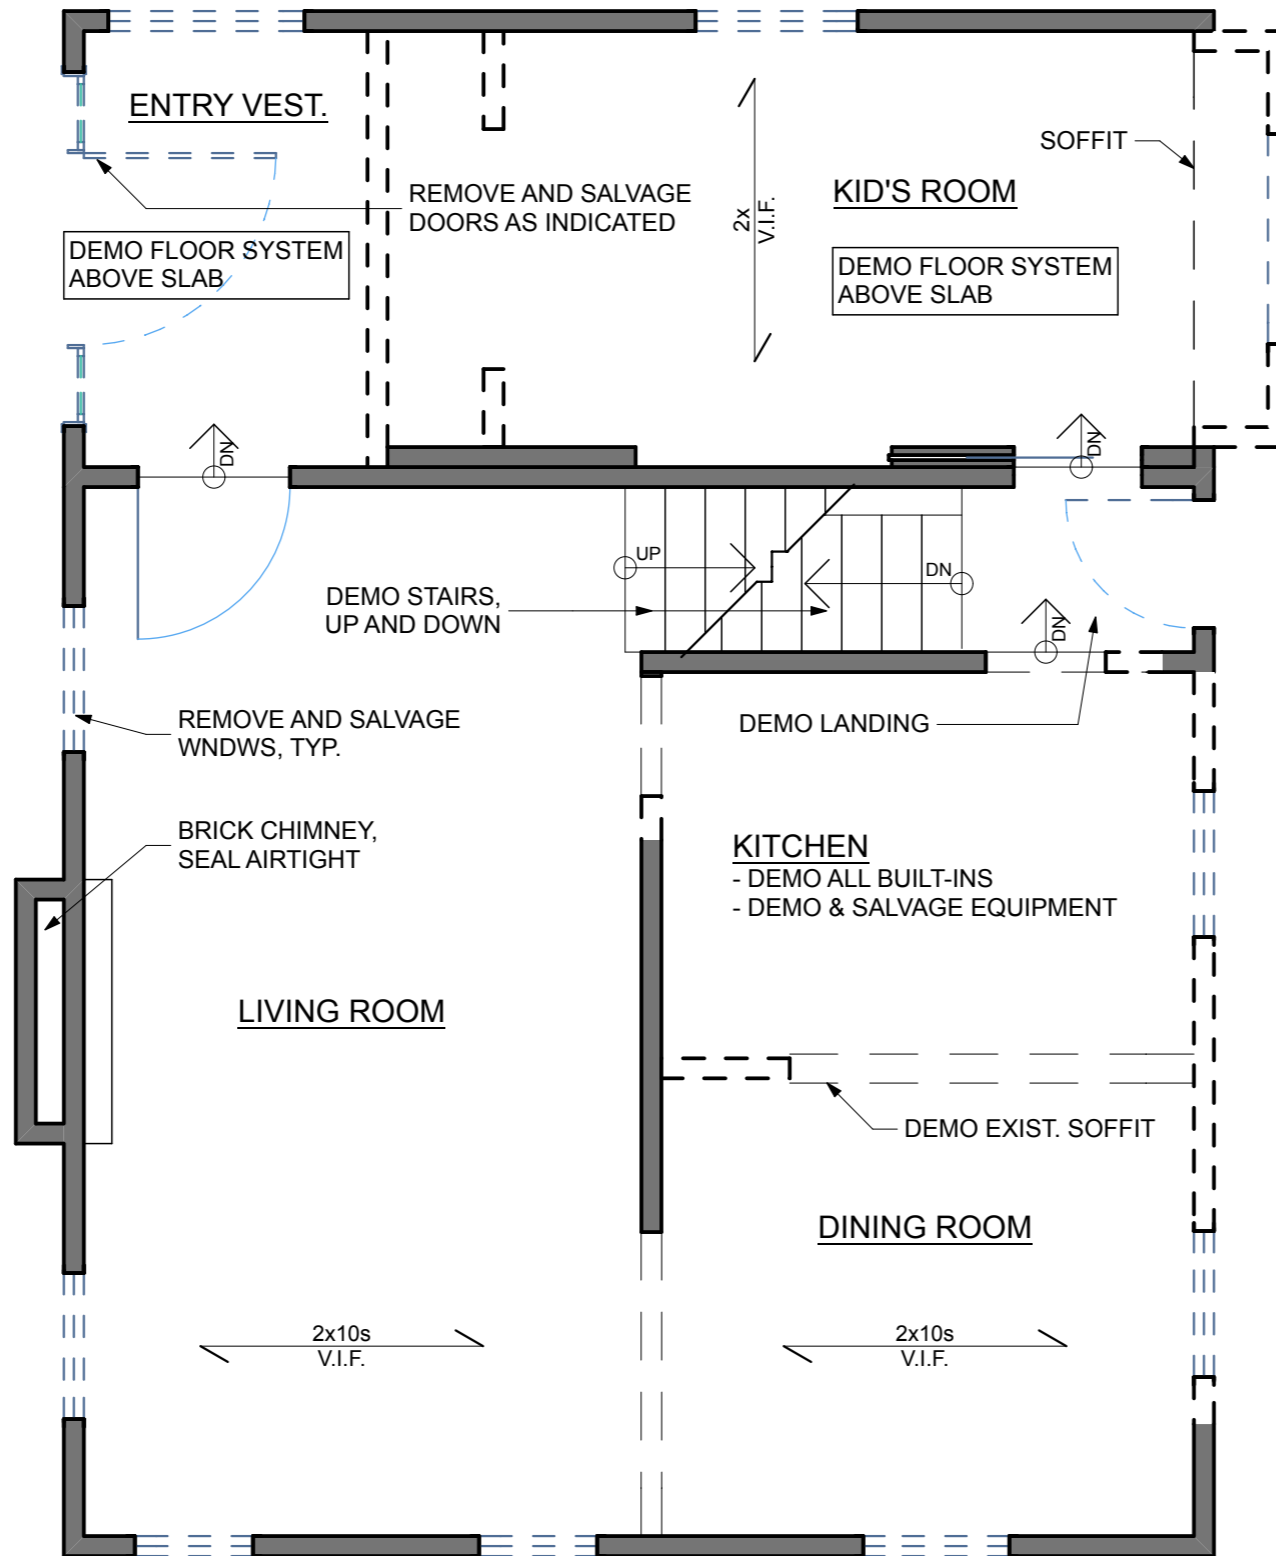 ENTRY VEST.
SOFFIT
REMOVE AND SALVAGE
DOORS AS INDICATED
2x
V.I.F.
KID'S ROOM
DEMO FLOOR SYSTEM
ABOVE SLAB
DEMO FLOOR SYSTEM
ABOVE SLAB
DN
DN
UP
DN
DEMO STAIRS,
UP AND DOWN
DN
REMOVE AND SALVAGE
WNDWS, TYP.
DEMO LANDING
BRICK CHIMNEY,
SEAL AIRTIGHT
KITCHEN
- DEMO ALL BUILT-INS
- DEMO & SALVAGE EQUIPMENT
LIVING ROOM
DEMO EXIST. SOFFIT
DINING ROOM
2x10s
V.I.F.
2x10s
V.I.F.